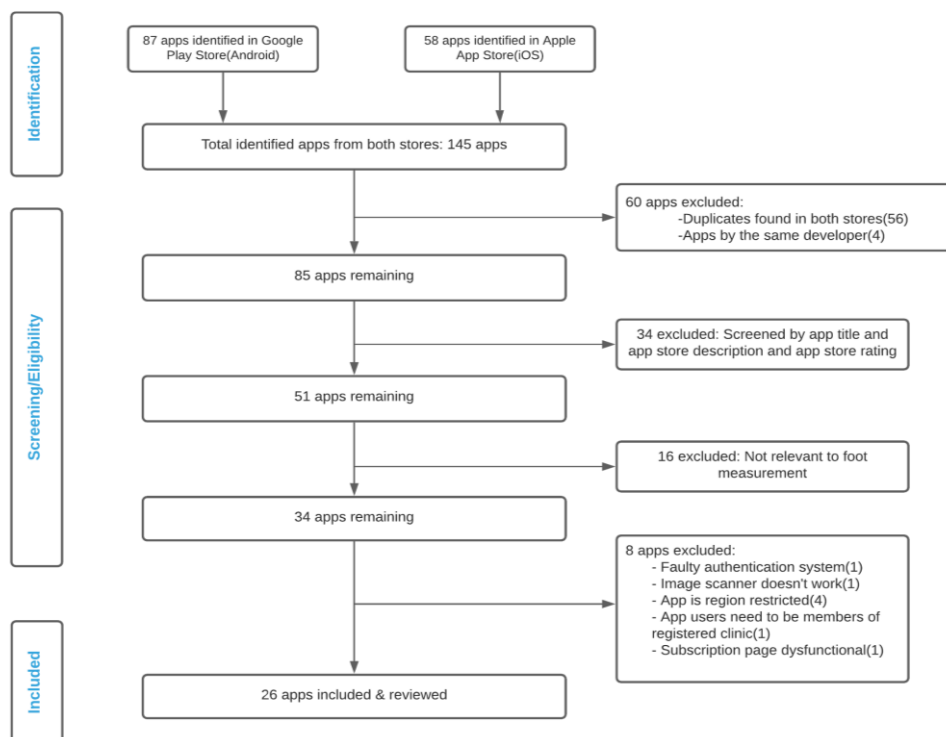 Identification
87 apps identified in Google
Play Store(Android)
58 apps identified in Apple
App Store(iOS)
Total identified apps from both stores: 145 apps
Screening/Eligibility
60 apps excluded:
-Duplicates found in both stores(56)
-Apps by the same developer(4)
85 apps remaining
34 excluded: Screened by app title and
app store description and app store rating
51 apps remaining
16 excluded: Not relevant to foot
measurement
34 apps remaining
8 apps excluded:
- Faulty authentication system(1)
- Image scanner doesn't work(1)
- App is region restricted(4)
- App users need to be members of
registered clinic(1)
- Subscription page dysfunctional(1)
Included
26 apps included & reviewed